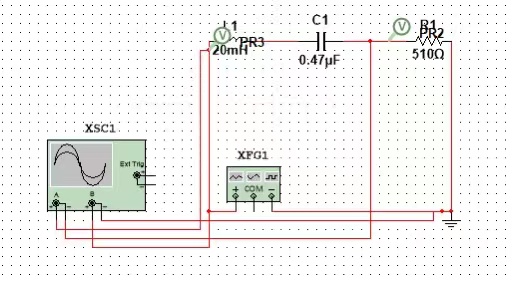 L1
C1
V
R1
V
PR3
PR2
20mH
0.47µF
510Ω
XSC1
Ext Trig
A
B
XFG1
+
COM
−